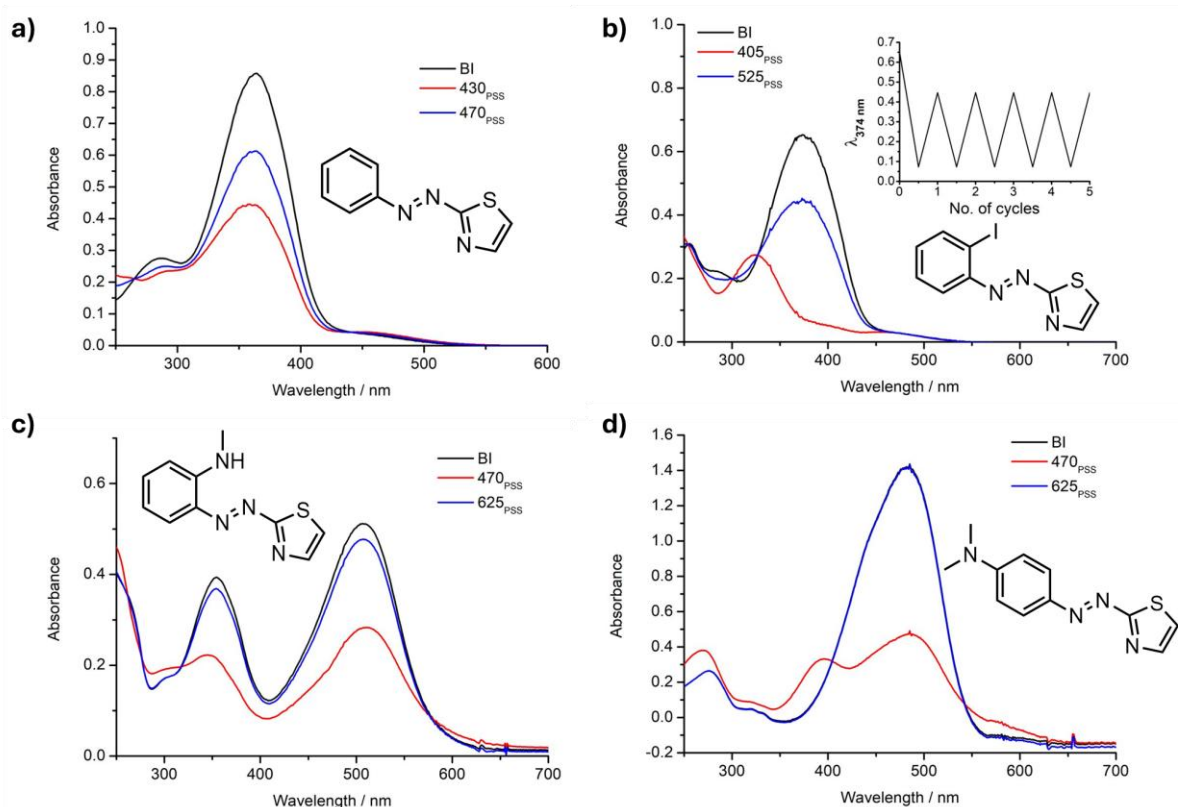 a)
BI
430PSS
470PSS
Absorbance
1.0
0.9
0.8
0.7
0.6
0.5
0.4
0.3
0.2
0.1
0.0
N
N
S
N
300
400
500
600
Wavelength / nm
b)
BI
405PSS
525PSS
Absorbance
1.0
0.8
0.6
0.4
0.2
0.0
λ374 nm
0.7
0.6
0.5
0.4
0.3
0.2
0.1
0.0
0
1
2
3
4
5
No. of cycles
I
N
N
S
N
300
400
500
600
700
Wavelength / nm
c)
BI
470PSS
625PSS
Absorbance
0.6
0.4
0.2
0.0
NH
N
N
S
N
300
400
500
600
700
Wavelength / nm
d)
BI
470PSS
625PSS
Absorbance
1.6
1.4
1.2
1.0
0.8
0.6
0.4
0.2
0.0
-0.2
N
N
N
S
N
300
400
500
600
700
Wavelength / nm